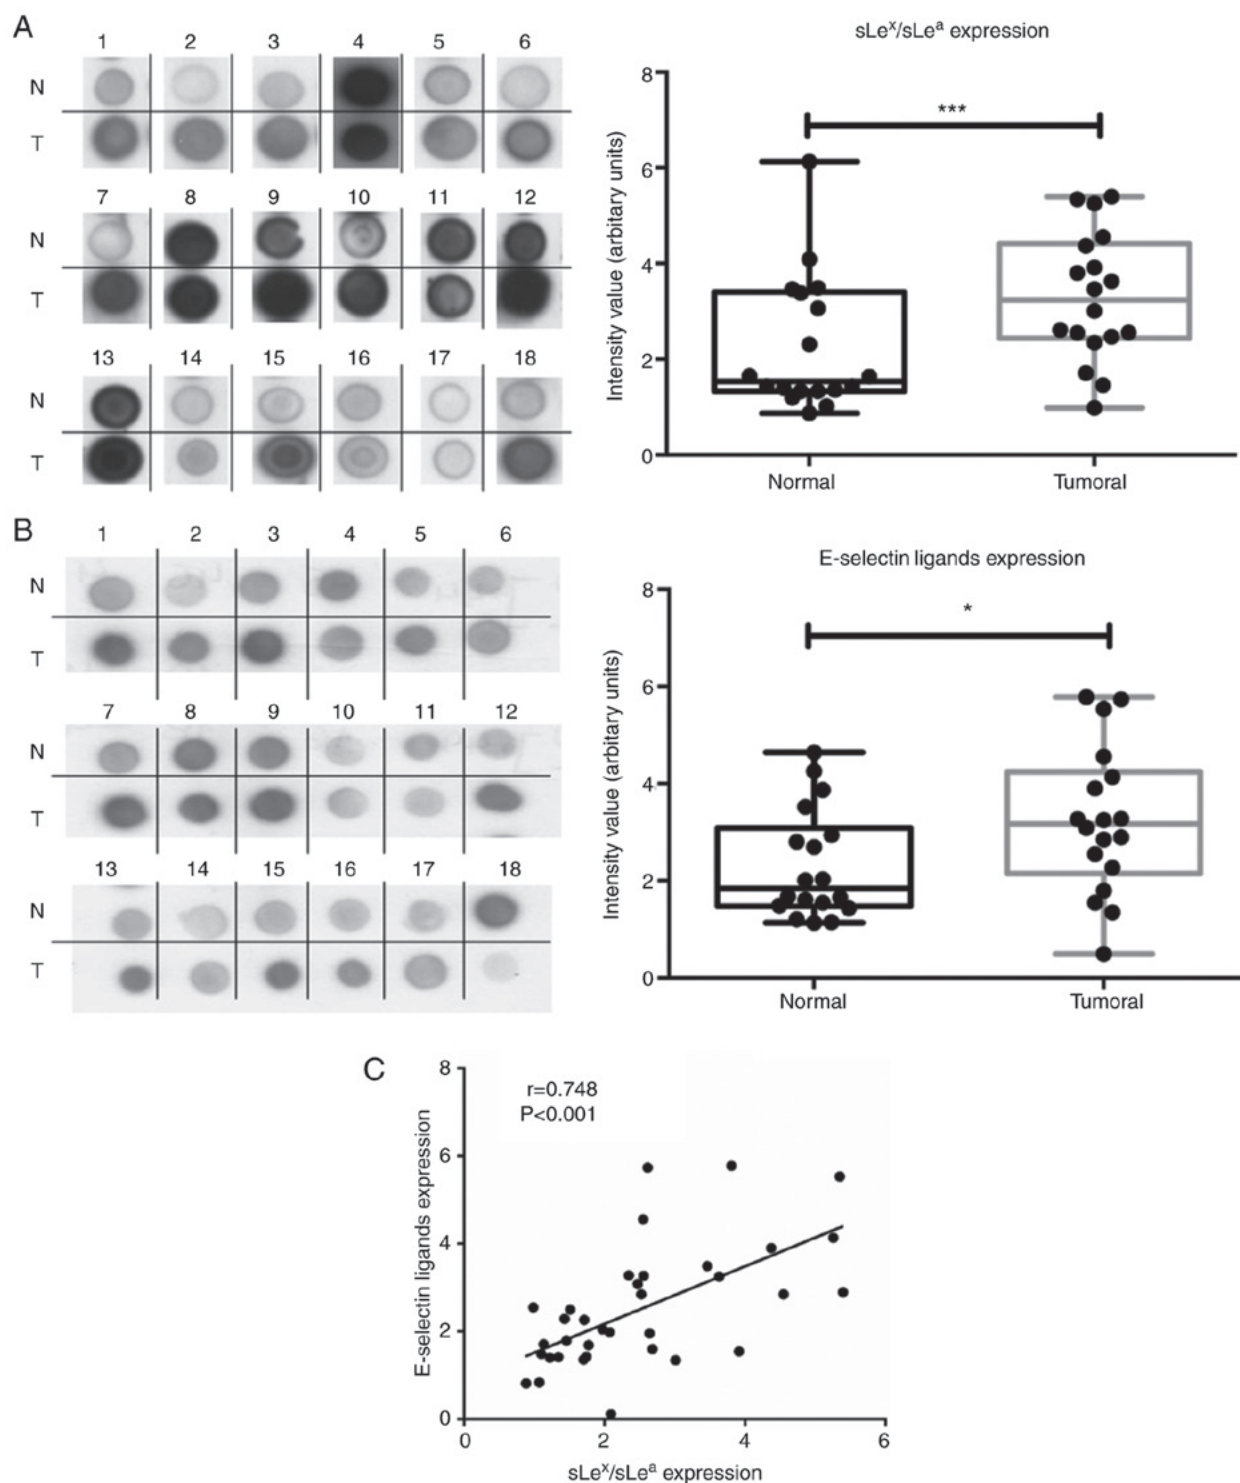 A
1 2 3 4 5 6
N
T
7 8 9 10 11 12
N
T
13 14 15 16 17 18
N
T
sLeˣ/sLeᵃ expression
***
Intensity value (arbitary units)
8
6
4
2
0
Normal Tumoral
B
1 2 3 4 5 6
N
T
7 8 9 10 11 12
N
T
13 14 15 16 17 18
N
T
E-selectin ligands expression
*
Intensity value (arbitary units)
8
6
4
2
0
Normal Tumoral
C
r=0.748
P<0.001
E-selectin ligands expression
8
6
4
2
0
0 2 4 6
sLeˣ/sLeᵃ expression